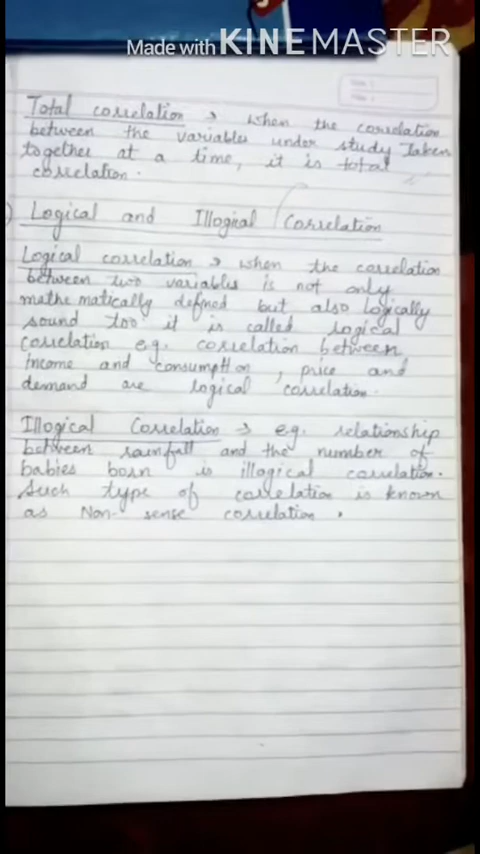 Made with KINEMASTER
Total correlation → when the correlation
between the variables under study Taken
together at a time, it is total
correlation.
) Logical and Illogical Correlation
Logical correlation → when the correlation
between two variables is not only
mathematically defined but also logically
sound too it is called logical
correlation e.g. correlation between
income and consumption, price and
demand are logical correlation.
Illogical Correlation → e.g. relationship
between rainfall and the number of
babies born is illogical correlation.
Such type of correlation is known
as Non-sense correlation.